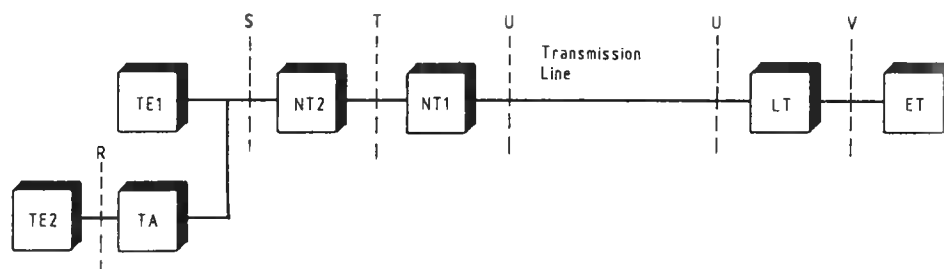 S T U U V
Transmission
Line
TE1 NT2 NT1 LT ET
R
TE2 TA